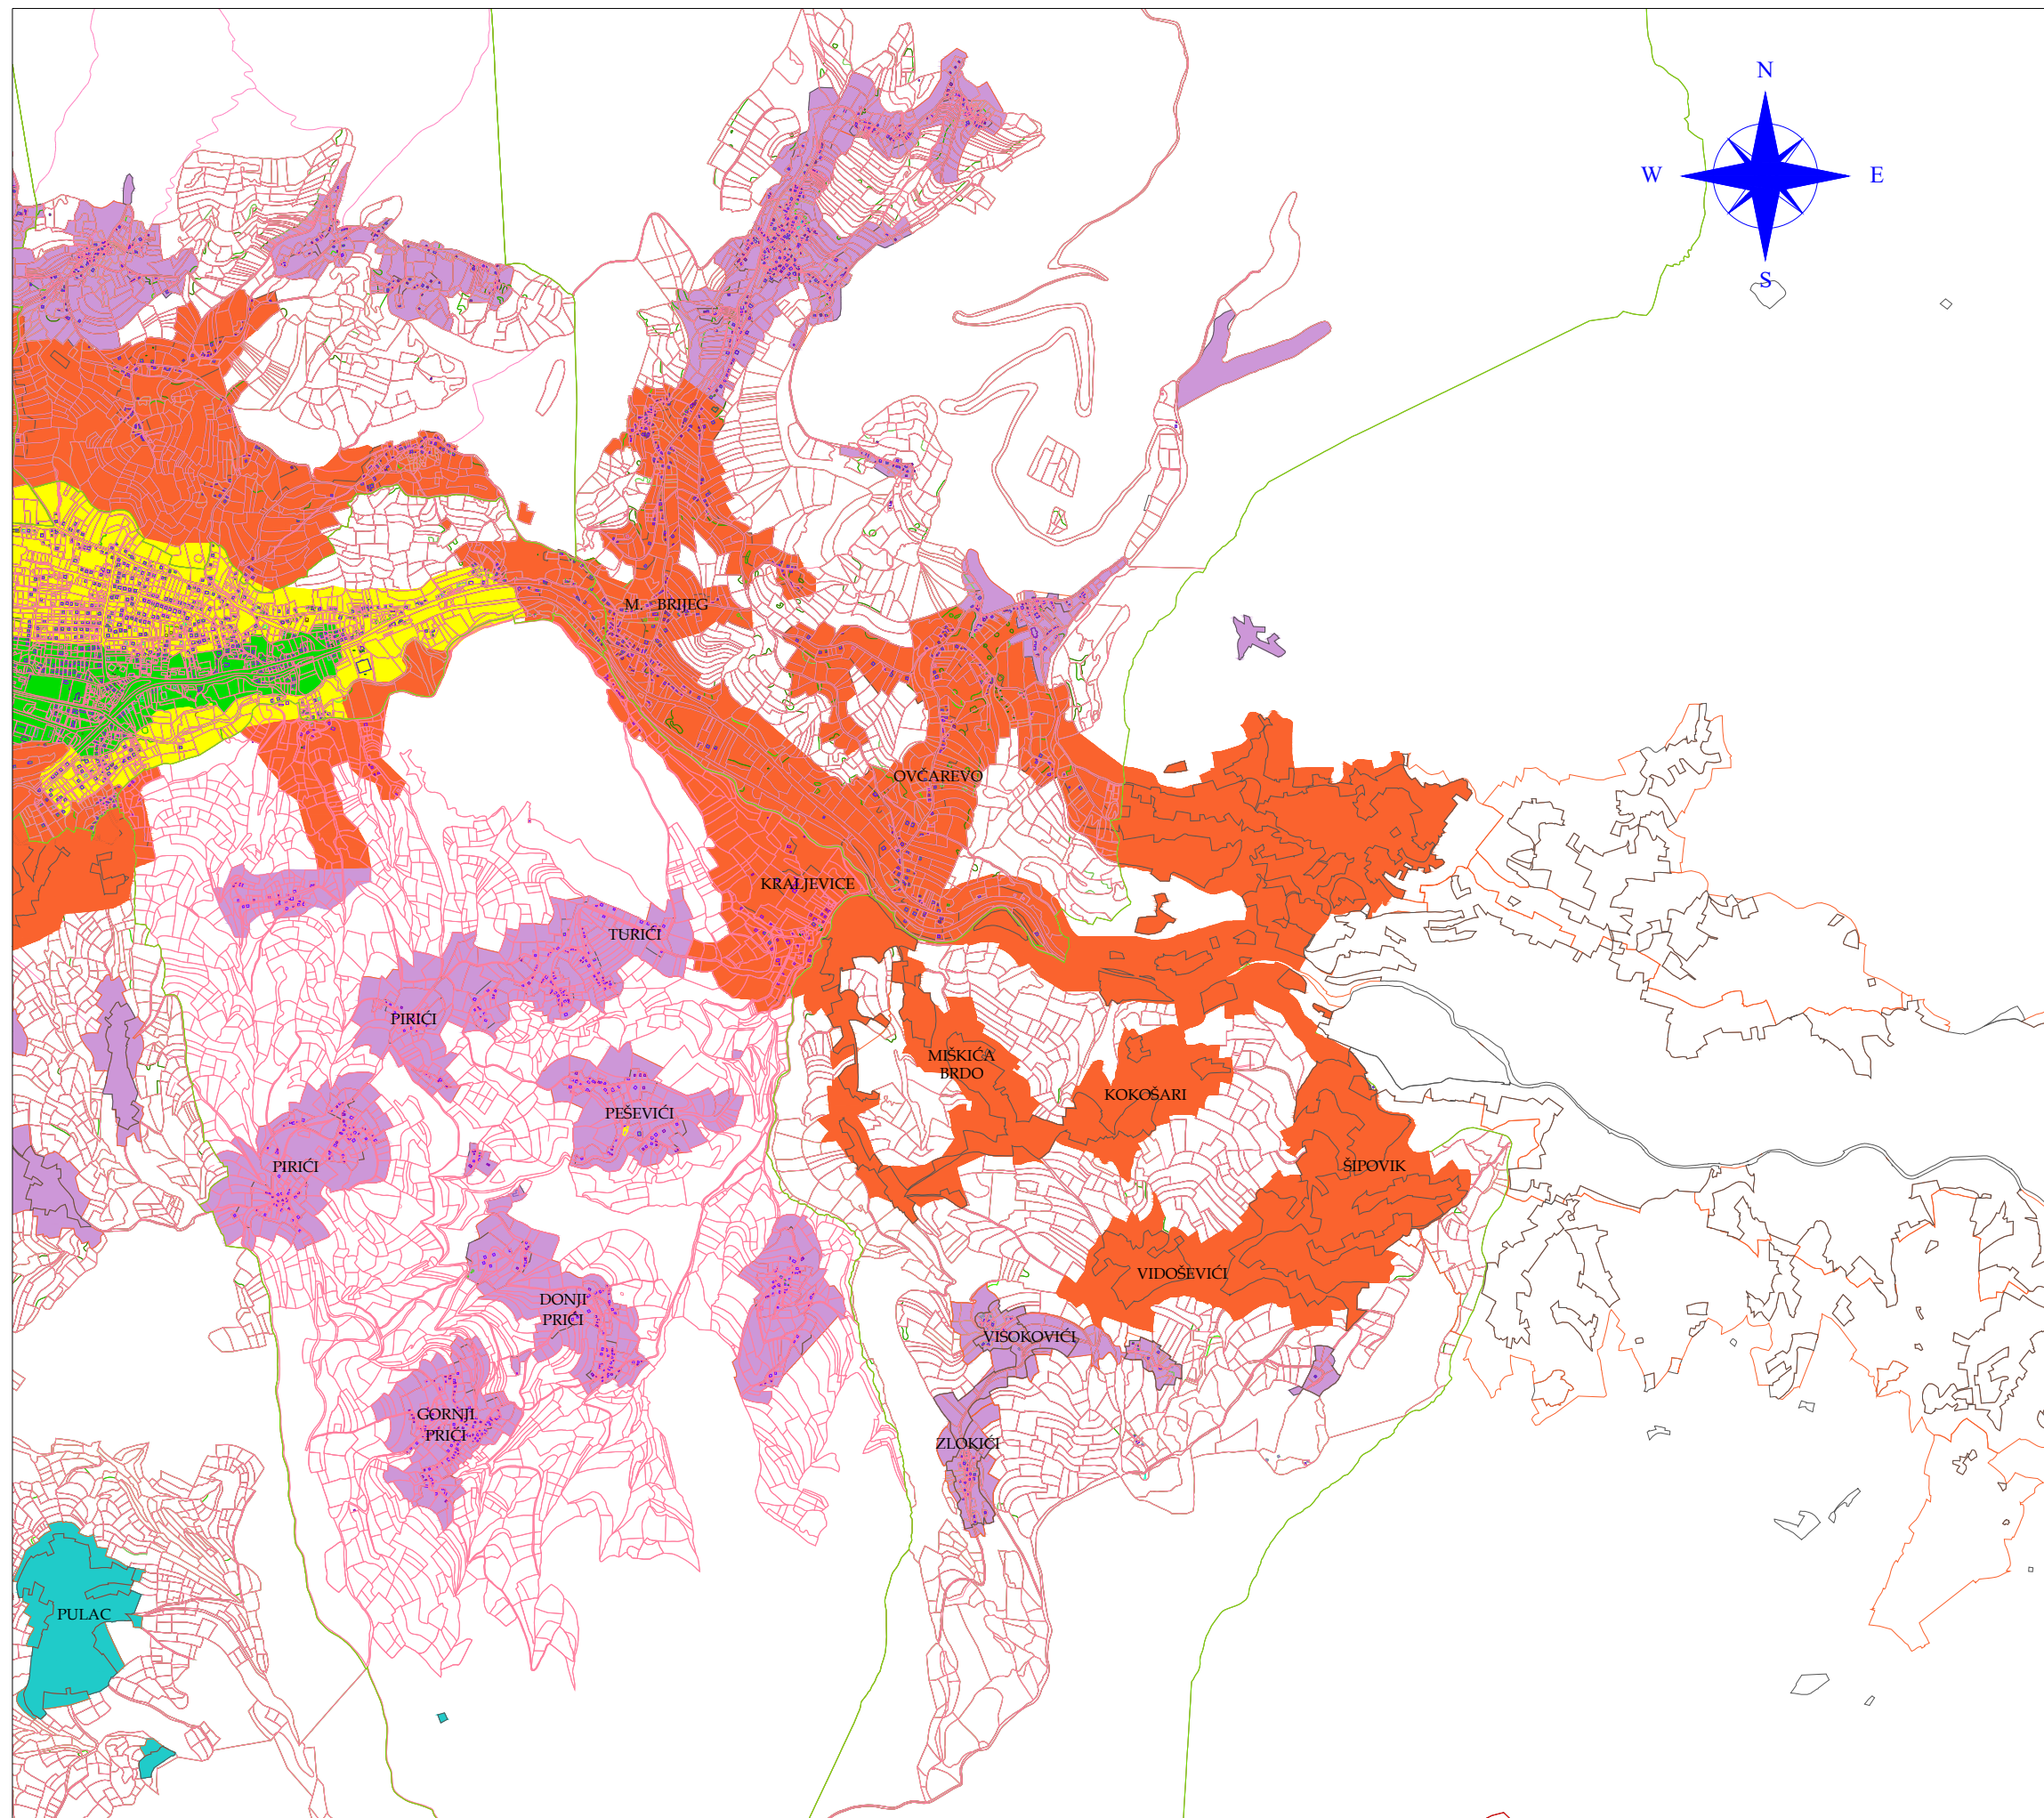 N
W E
S
M. BRIJEG
OVČAREVO
KRALJEVICE
TURIĆI
PIRIĆI
MIŠKIĆA
BRDO
KOKOŠARI
PEŠEVIĆI
PIRIĆI
ŠIPOVIK
VIDOŠEVIĆI
DONJI
PRIĆI
VISOKOVIĆI
GORNJI
PRIĆI
ZLOKIĆI
PULAC